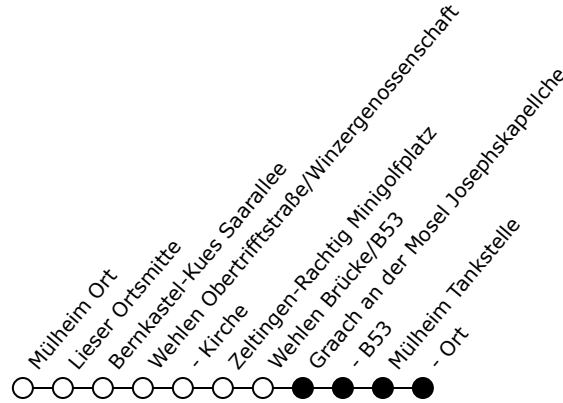 Mülheim Ort
Lieser Ortsmitte
Bernkastel-Kues Saarallee
Wehlen Obertrifftstraße/Winzergenossenschaft
- Kirche
Zeltingen-Rachtig Minigolfplatz
Wehlen Brücke/B53
Graach an der Mosel Josephskapellche
- B53
Mülheim Tankstelle
- Ort